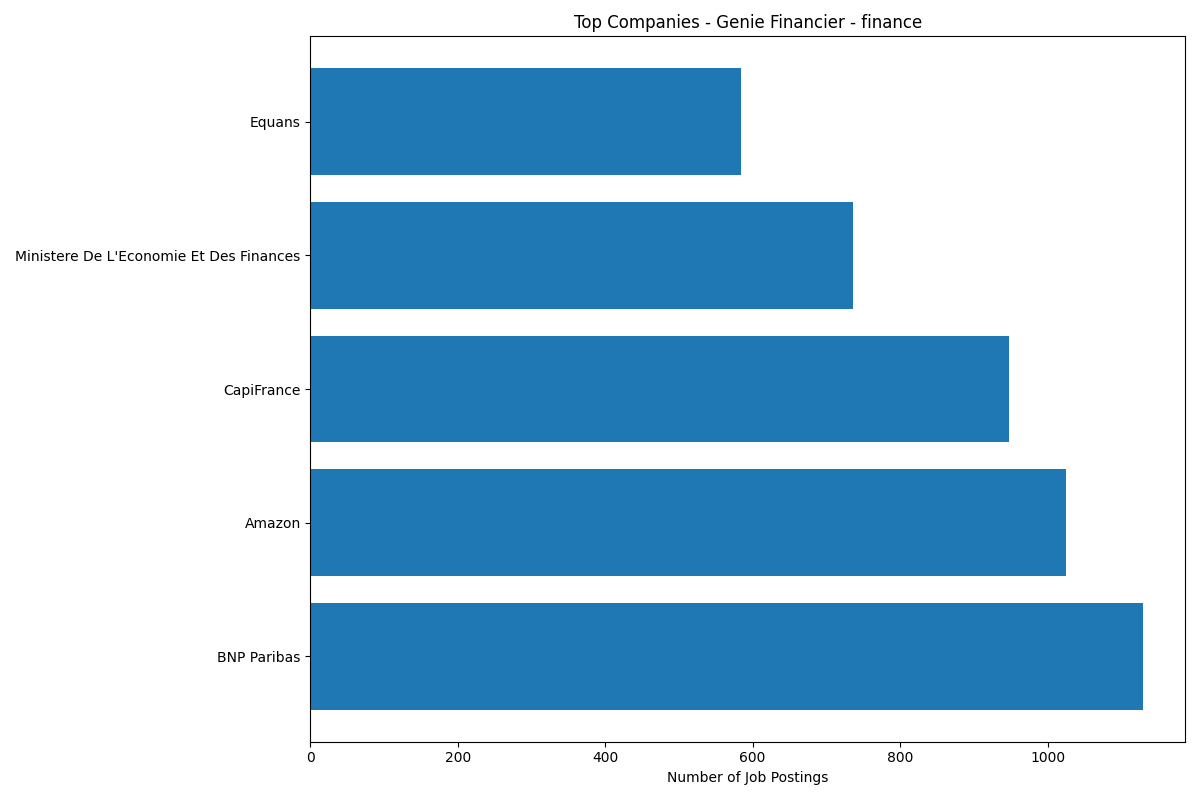 Top Companies - Genie Financier - finance
Equans
Ministere De L'Economie Et Des Finances
CapiFrance
Amazon
BNP Paribas
0 200 400 600 800 1000
Number of Job Postings